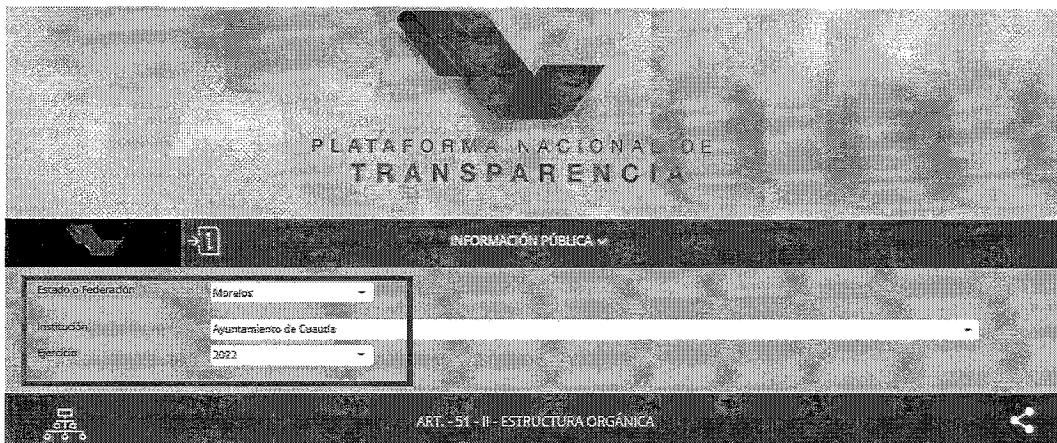 PLATAFORMA NACIONAL DE
TRANSPARENCIA
INFORMACIÓN PÚBLICA
Estado o Federación
Morelos
Institución
Ayuntamiento de Cuautla
Ejercicio
2022
ART. - 51 - II - ESTRUCTURA ORGÁNICA